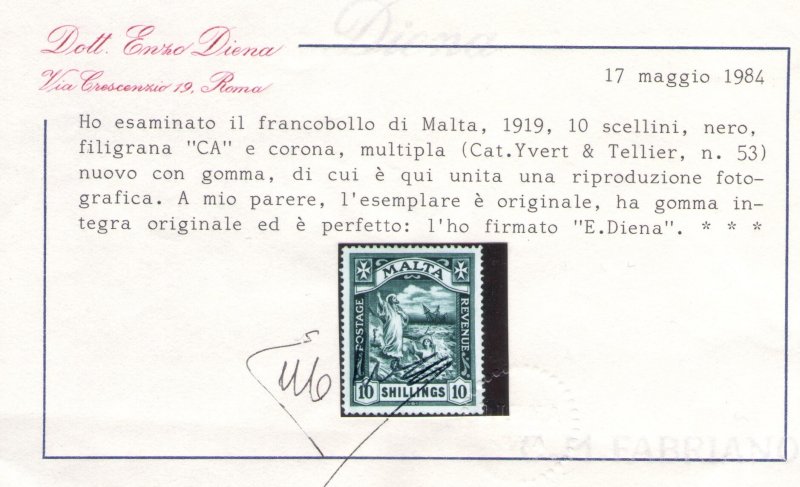 Dott. Enzo Diena
Via Crescenzio 19, Roma
Diena
17 maggio 1984
Ho esaminato il francobollo di Malta, 1919, 10 scellini, nero,
filigrana "CA" e corona, multipla (Cat.Yvert & Tellier, n. 53)
nuovo con gomma, di cui è qui unita una riproduzione foto-
grafica. A mio parere, l'esemplare è originale, ha gomma in-
tegra originale ed è perfetto: l'ho firmato "E.Diena". * * *
MALTA
POSTAGE
REVENUE
10 SHILLINGS 10
C. M. FABRIANO